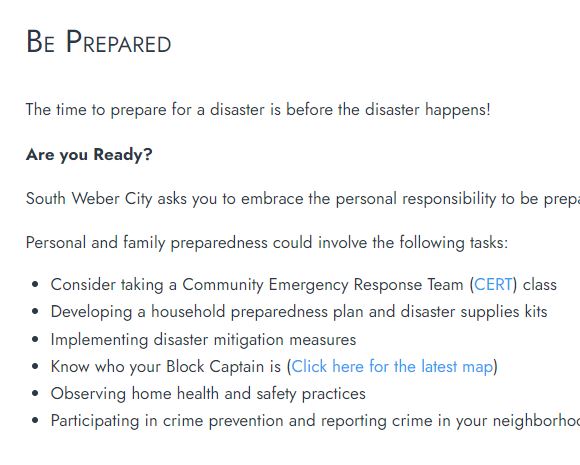 Be Prepared
The time to prepare for a disaster is before the disaster happens!
Are you Ready?
South Weber City asks you to embrace the personal responsibility to be
Personal and family preparedness could involve the following tasks:
• Consider taking a Community Emergency Response Team (CERT) class
• Developing a household preparedness plan and disaster supplies kits
• Implementing disaster mitigation measures
• Know who your Block Captain is (Click here for the latest map)
• Observing home health and safety practices
• Participating in crime prevention and reporting crime in your